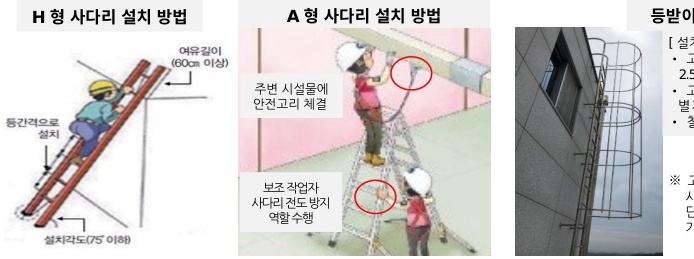 H 형 사다리 설치 방법
여유길이
(60㎝ 이상)
등간격으로
설치
설치각도(75˚이하)
A 형 사다리 설치 방법
주변 시설물에
안전고리 체결
보조 작업자
사다리 전도 방지
역할 수행
등받이
[ 설치
• 고
2.5
• 고
별
• 철
※ 고
사
단
가